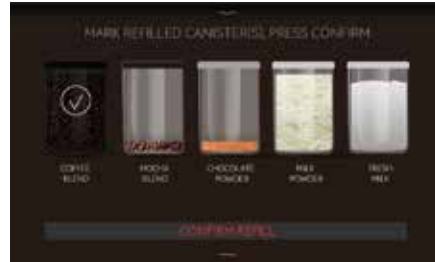 MARK REFILLED CANISTER(S), PRESS CONFIRM
COFFEE
BLEND
MOCHA
BLEND
CHOCOLATE
POWDER
MILK
POWDER
FRESH
MILK
CONFIRM REFILL